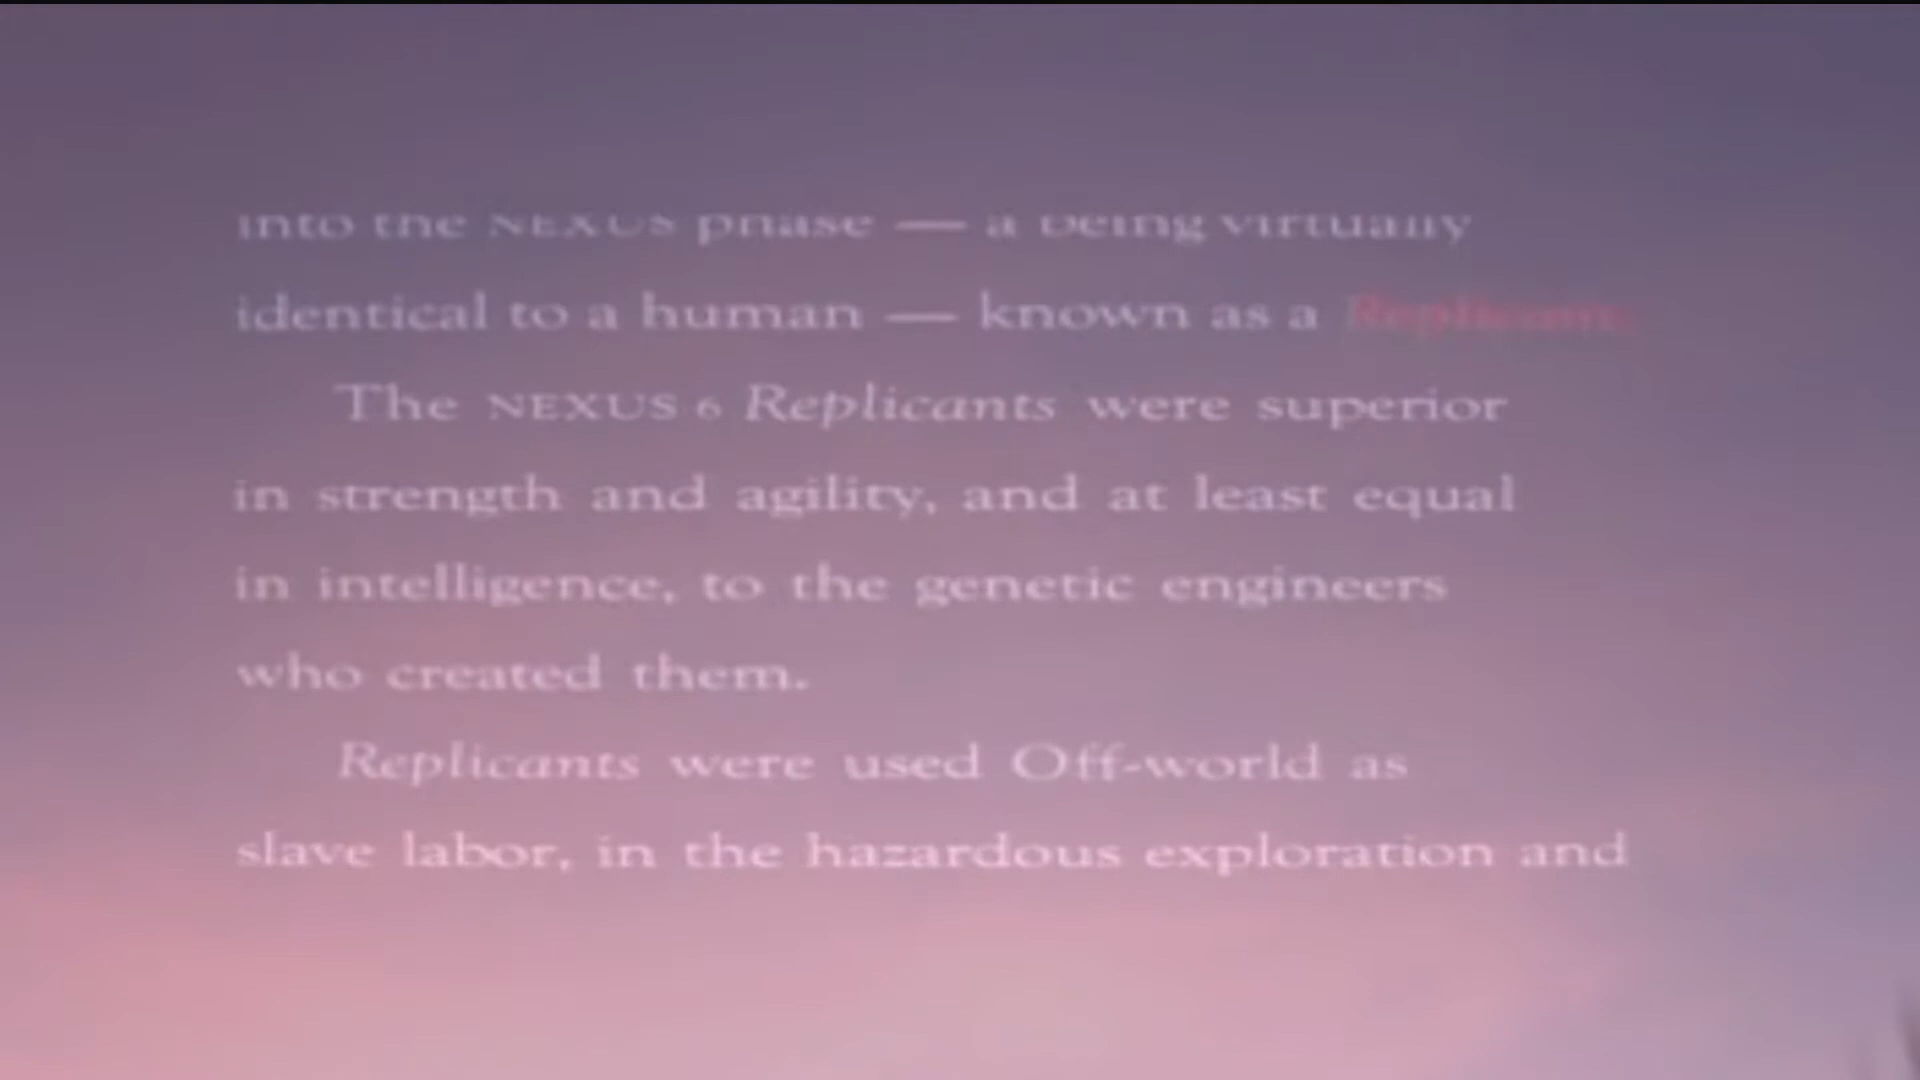 into the NEXUS phase — a being virtually
identical to a human — known as a Replicant.
The NEXUS 6 Replicants were superior
in strength and agility, and at least equal
in intelligence, to the genetic engineers
who created them.
Replicants were used Off-world as
slave labor, in the hazardous exploration and